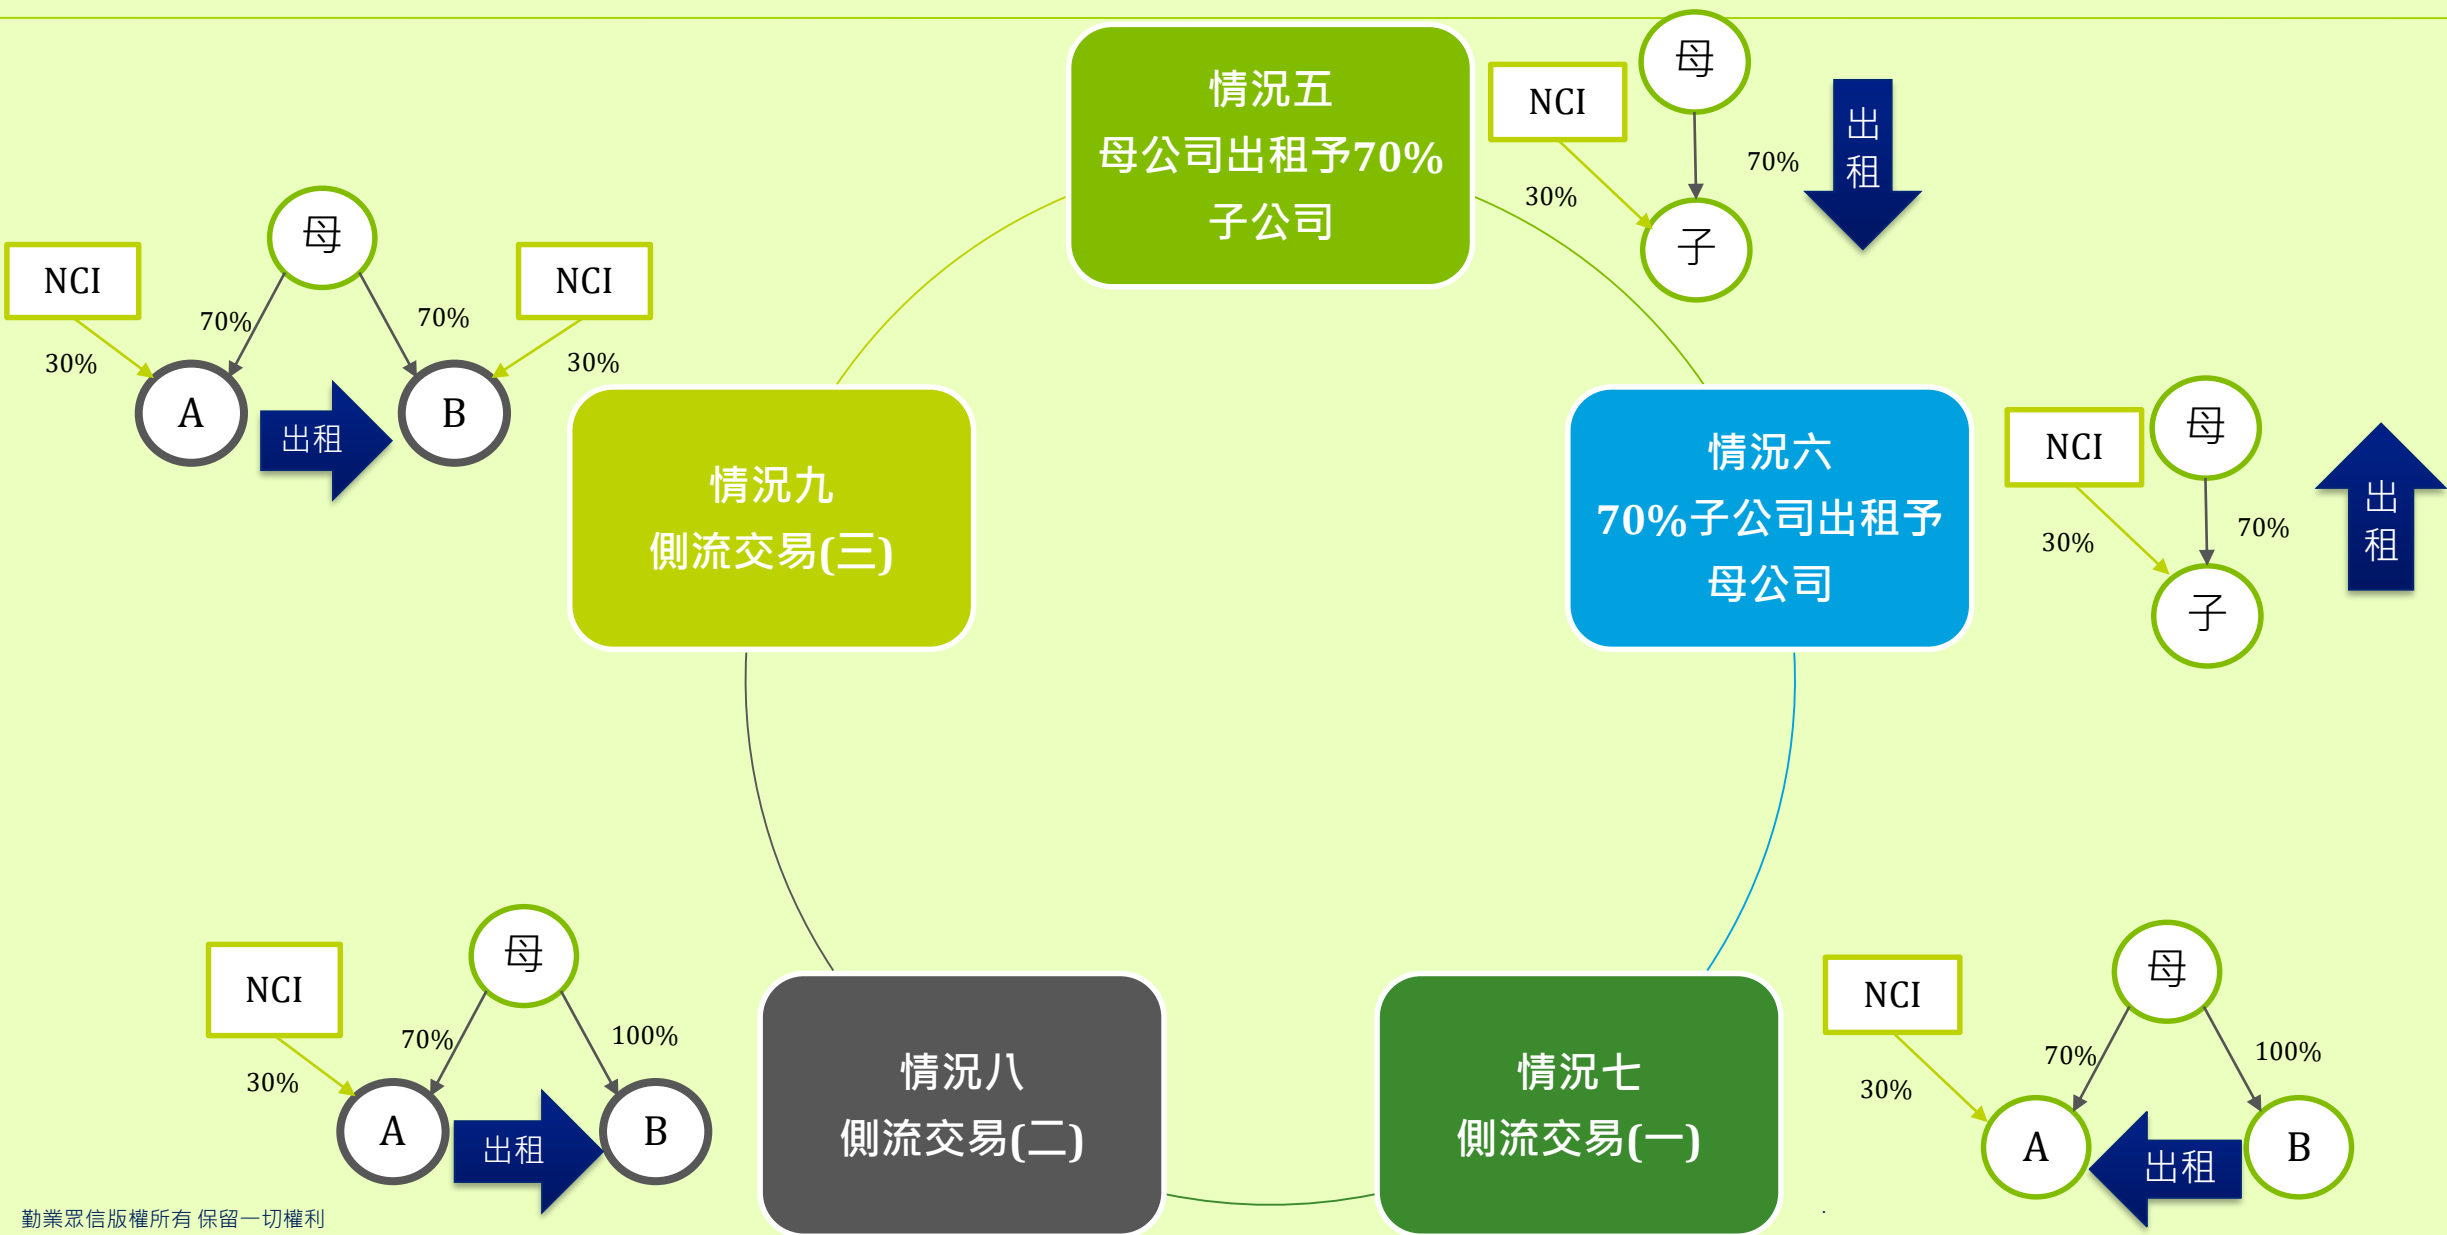 情況五
母公司出租予70%
子公司
NCI
母
70%
30%
子
出
租
情況六
70%子公司出租予
母公司
NCI
母
30%
70%
子
出
租
情況七
側流交易(一)
NCI
母
70%
100%
30%
A
出租
B
情況八
側流交易(二)
NCI
母
70%
100%
30%
A
出租
B
情況九
側流交易(三)
NCI
母
NCI
70%
70%
30%
30%
A
出租
B
勤業眾信版權所有 保留一切權利
.